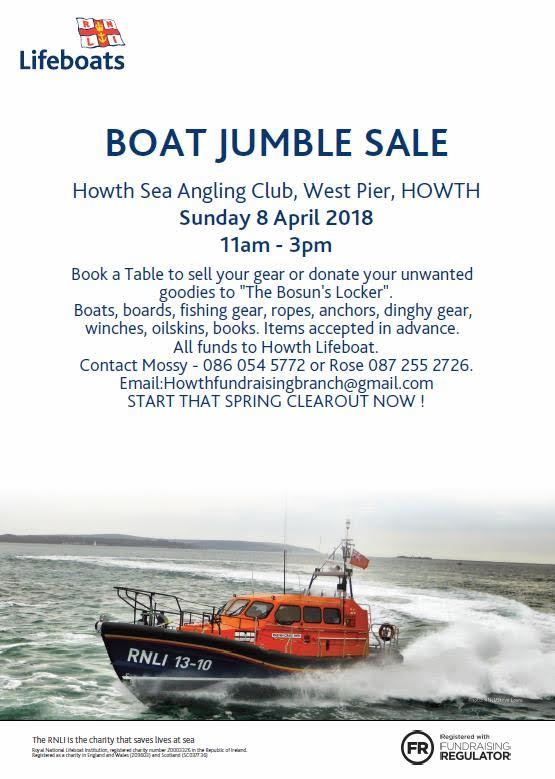 R N
L I
Lifeboats
BOAT JUMBLE SALE
Howth Sea Angling Club, West Pier, HOWTH
Sunday 8 April 2018
11am - 3pm
Book a Table to sell your gear or donate your unwanted
goodies to "The Bosun's Locker".
Boats, boards, fishing gear, ropes, anchors, dinghy gear,
winches, oilskins, books. Items accepted in advance.
All funds to Howth Lifeboat.
Contact Mossy - 086 054 5772 or Rose 087 255 2726.
Email:Howthfundraisingbranch@gmail.com
START THAT SPRING CLEAROUT NOW !
RNLI 13-10
The RNLI is the charity that saves lives at sea
Royal National Lifeboat Institution, registered charity number 20003326 in the Republic of Ireland.
Registered as a charity in England and Wales (209603) and Scotland (SC037736)
FR
Registered with
FUNDRAISING
REGULATOR